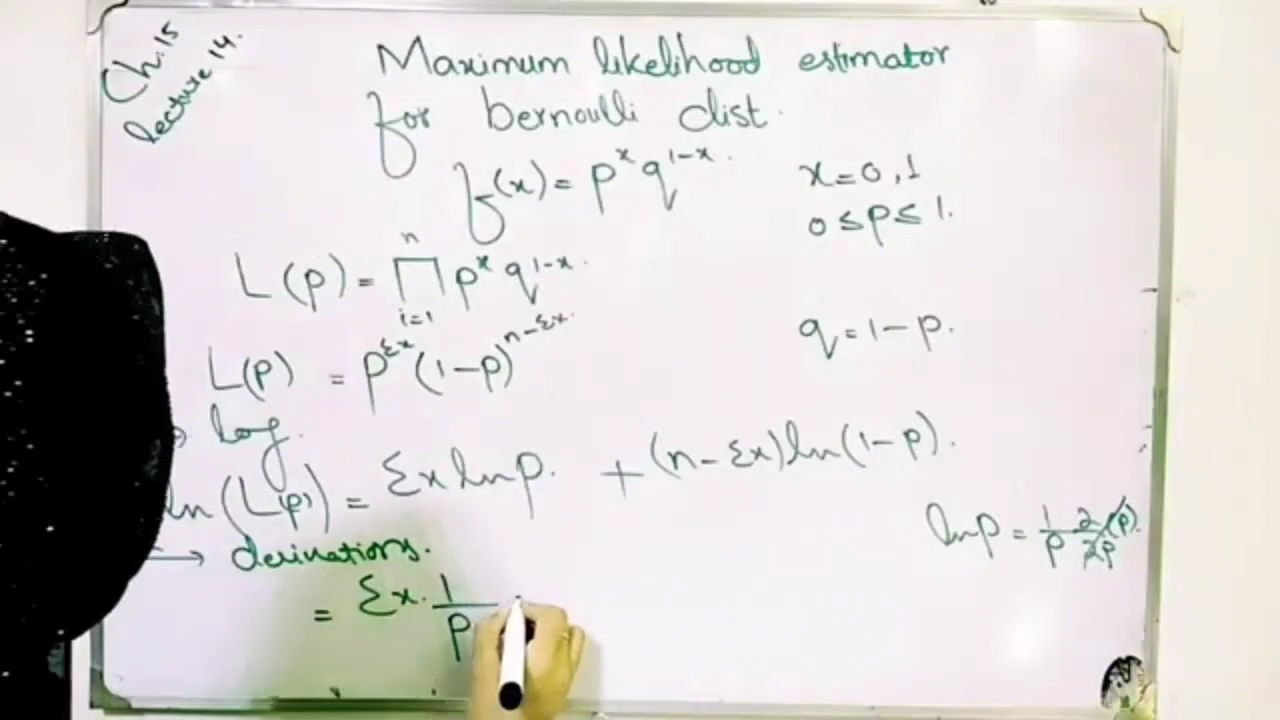 Ch. 15
lecture 14.
Maximum likelihood estimator
for bernoulli dist.
f(x) = p^x q^{1-x}.
x = 0, 1
0 ≤ p ≤ 1.
L(p) = ∏_{i=1}^{n} p^x q^{1-x}.
q = 1 - p.
L(p) = p^{Σx} (1-p)^{n-Σx}.
→ log.
ln(L(p)) = Σx ln p. + (n - Σx) ln(1-p).
ln p = 1/p ∂/∂p (p).
→ derivations.
= Σx. 1/p